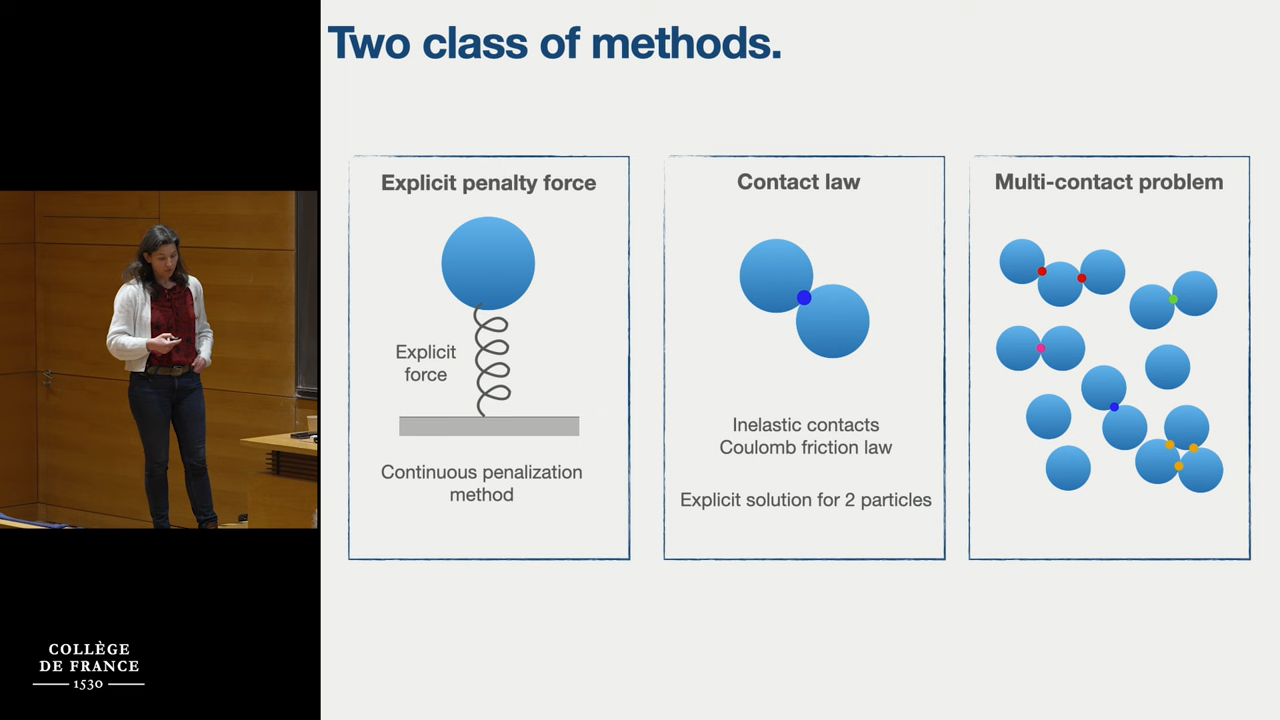 Two class of methods.
Explicit penalty force
Explicit
force
Continuous penalization
method
Contact law
Inelastic contacts
Coulomb friction law
Explicit solution for 2 particles
Multi-contact problem
COLLÈGE
DE FRANCE
1530